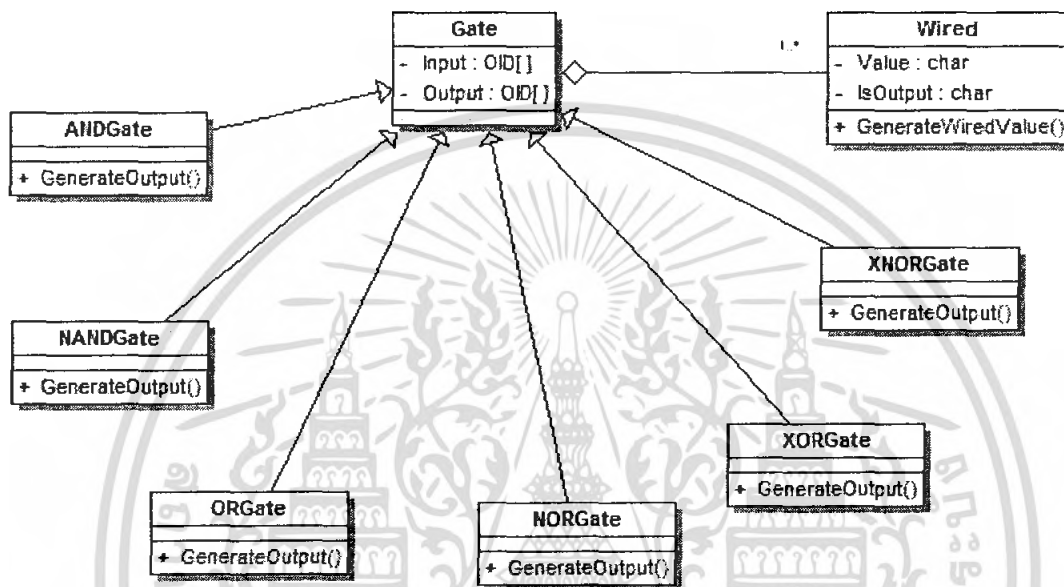 Gate
- Input : OID[ ]
- Output : OID[ ]
1..*
Wired
- Value : char
- IsOutput : char
+ GenerateWiredValue()
ANDGate
+ GenerateOutput()
NANDGate
+ GenerateOutput()
ORGate
+ GenerateOutput()
NORGate
+ GenerateOutput()
XORGate
+ GenerateOutput()
XNORGate
+ GenerateOutput()